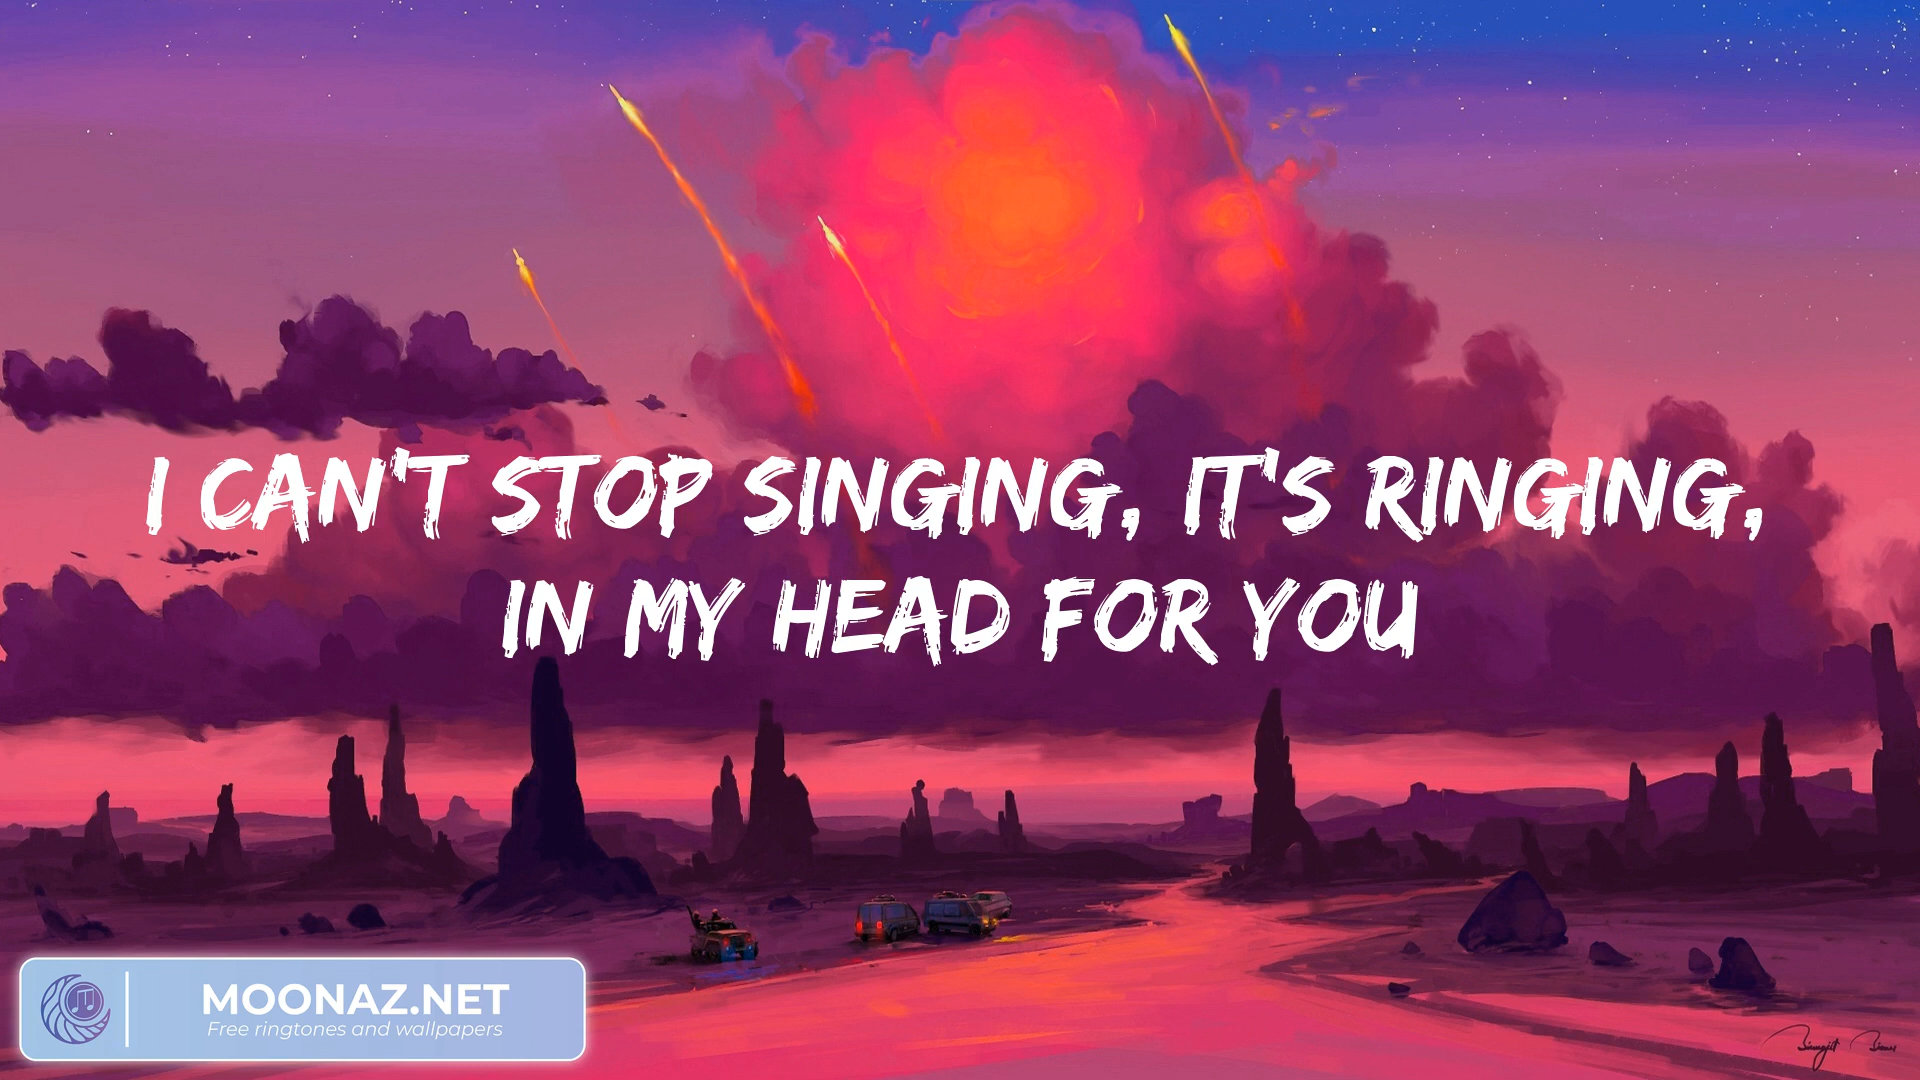 I CAN'T STOP SINGING, IT'S RINGING,
IN MY HEAD FOR YOU
MOONAZ.NET
Free ringtones and wallpapers